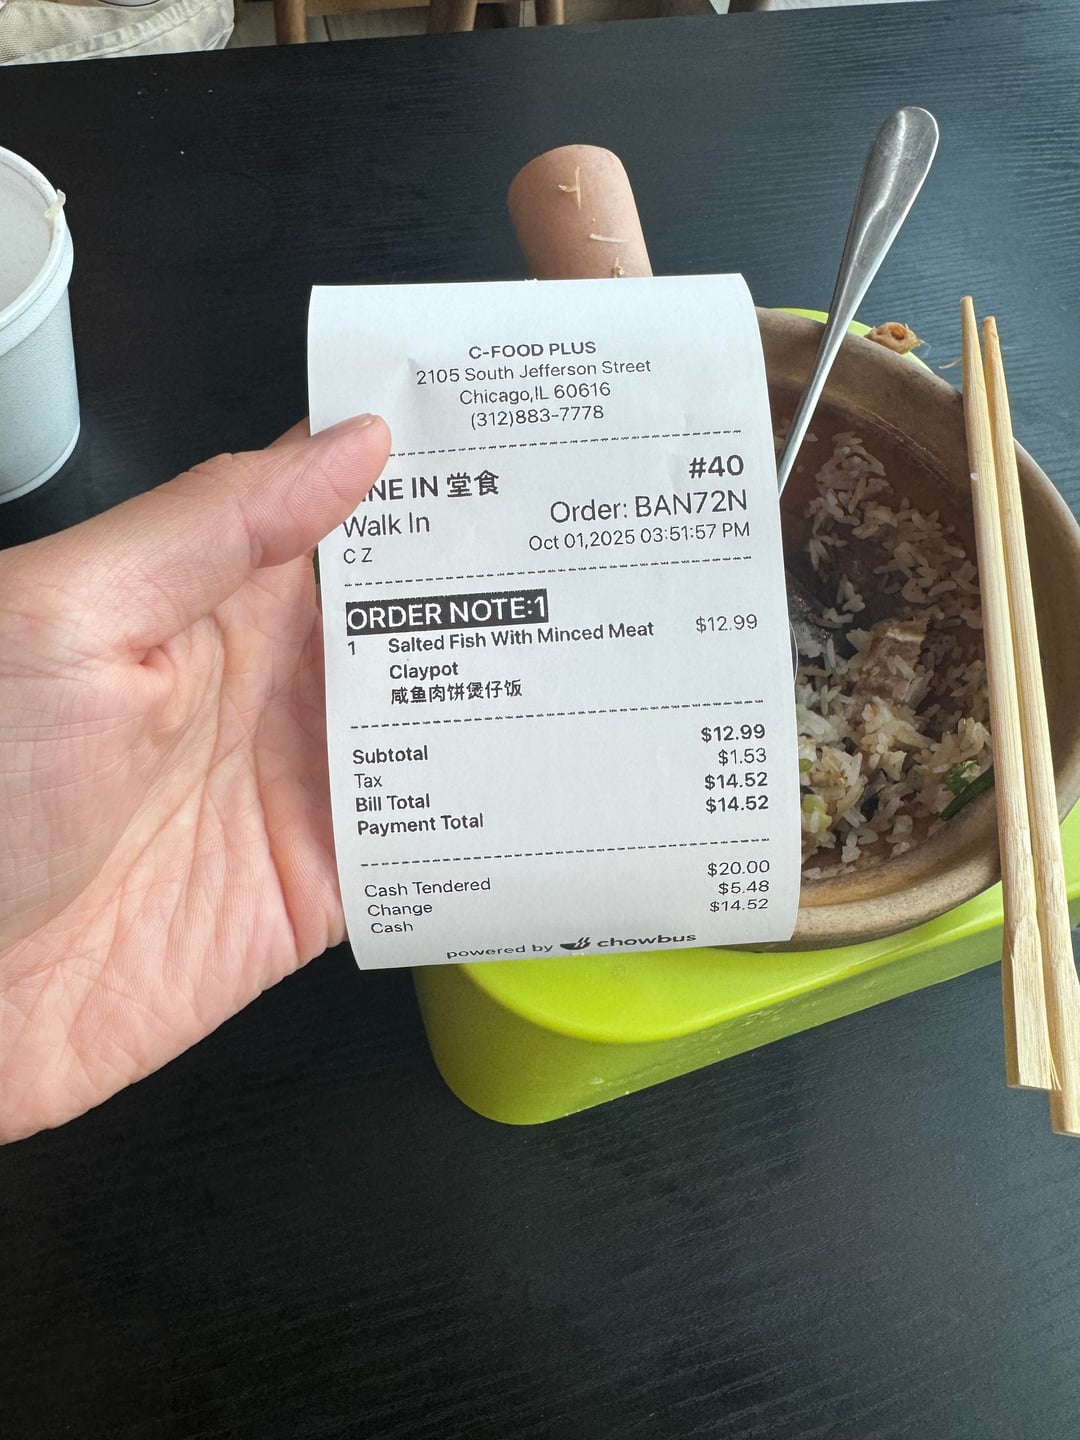 C-FOOD PLUS
2105 South Jefferson Street
Chicago,IL 60616
(312)883-7778
#40
NE IN 堂食
Walk In Order: BAN72N
C Z Oct 01,2025 03:51:57 PM
ORDER NOTE:1
1 Salted Fish With Minced Meat $12.99
Claypot
咸鱼肉饼煲仔饭
Subtotal $12.99
Tax $1.53
Bill Total $14.52
Payment Total $14.52
Cash Tendered $20.00
Change $5.48
Cash $14.52
powered by chowbus